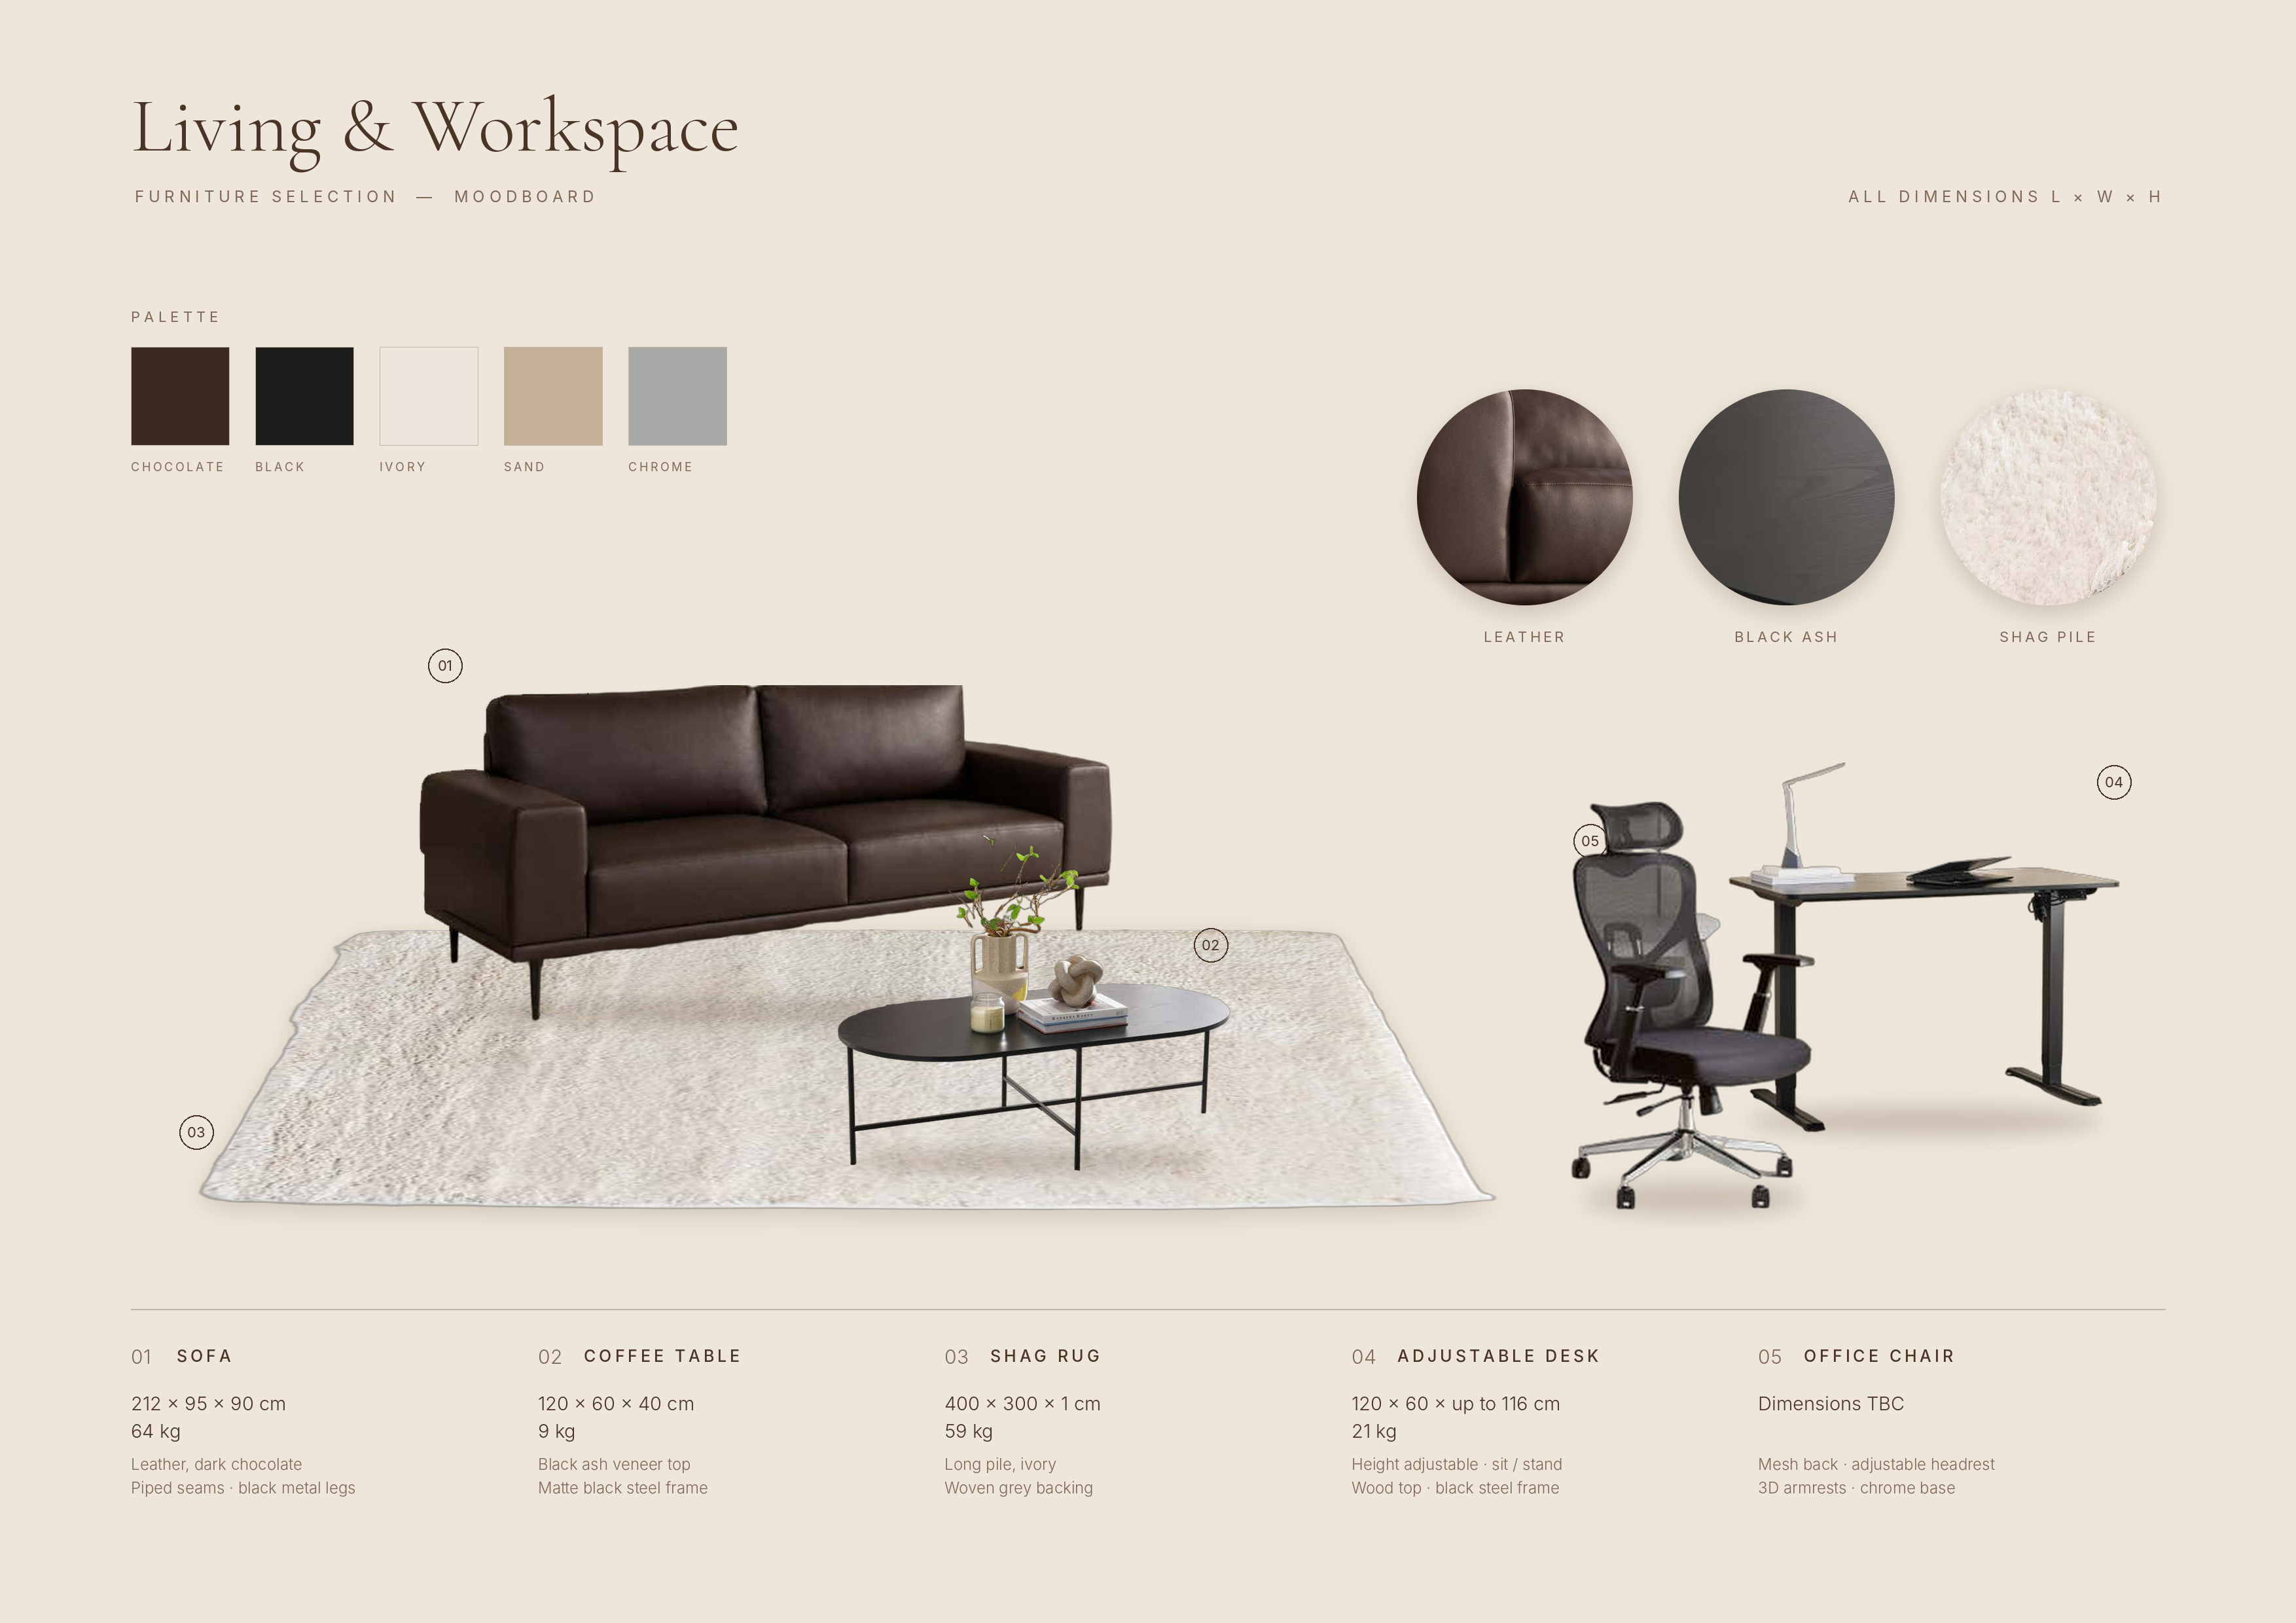 Living & Workspace
FURNITURE SELECTION — MOODBOARD
ALL DIMENSIONS L × W × H
PALETTE
CHOCOLATE
BLACK
IVORY
SAND
CHROME
LEATHER
BLACK ASH
SHAG PILE
01
04
05
02
03
01 SOFA
212 × 95 × 90 cm
64 kg
Leather, dark chocolate
Piped seams · black metal legs
02 COFFEE TABLE
120 × 60 × 40 cm
9 kg
Black ash veneer top
Matte black steel frame
03 SHAG RUG
400 × 300 × 1 cm
59 kg
Long pile, ivory
Woven grey backing
04 ADJUSTABLE DESK
120 × 60 × up to 116 cm
21 kg
Height adjustable · sit / stand
Wood top · black steel frame
05 OFFICE CHAIR
Dimensions TBC
Mesh back · adjustable headrest
3D armrests · chrome base